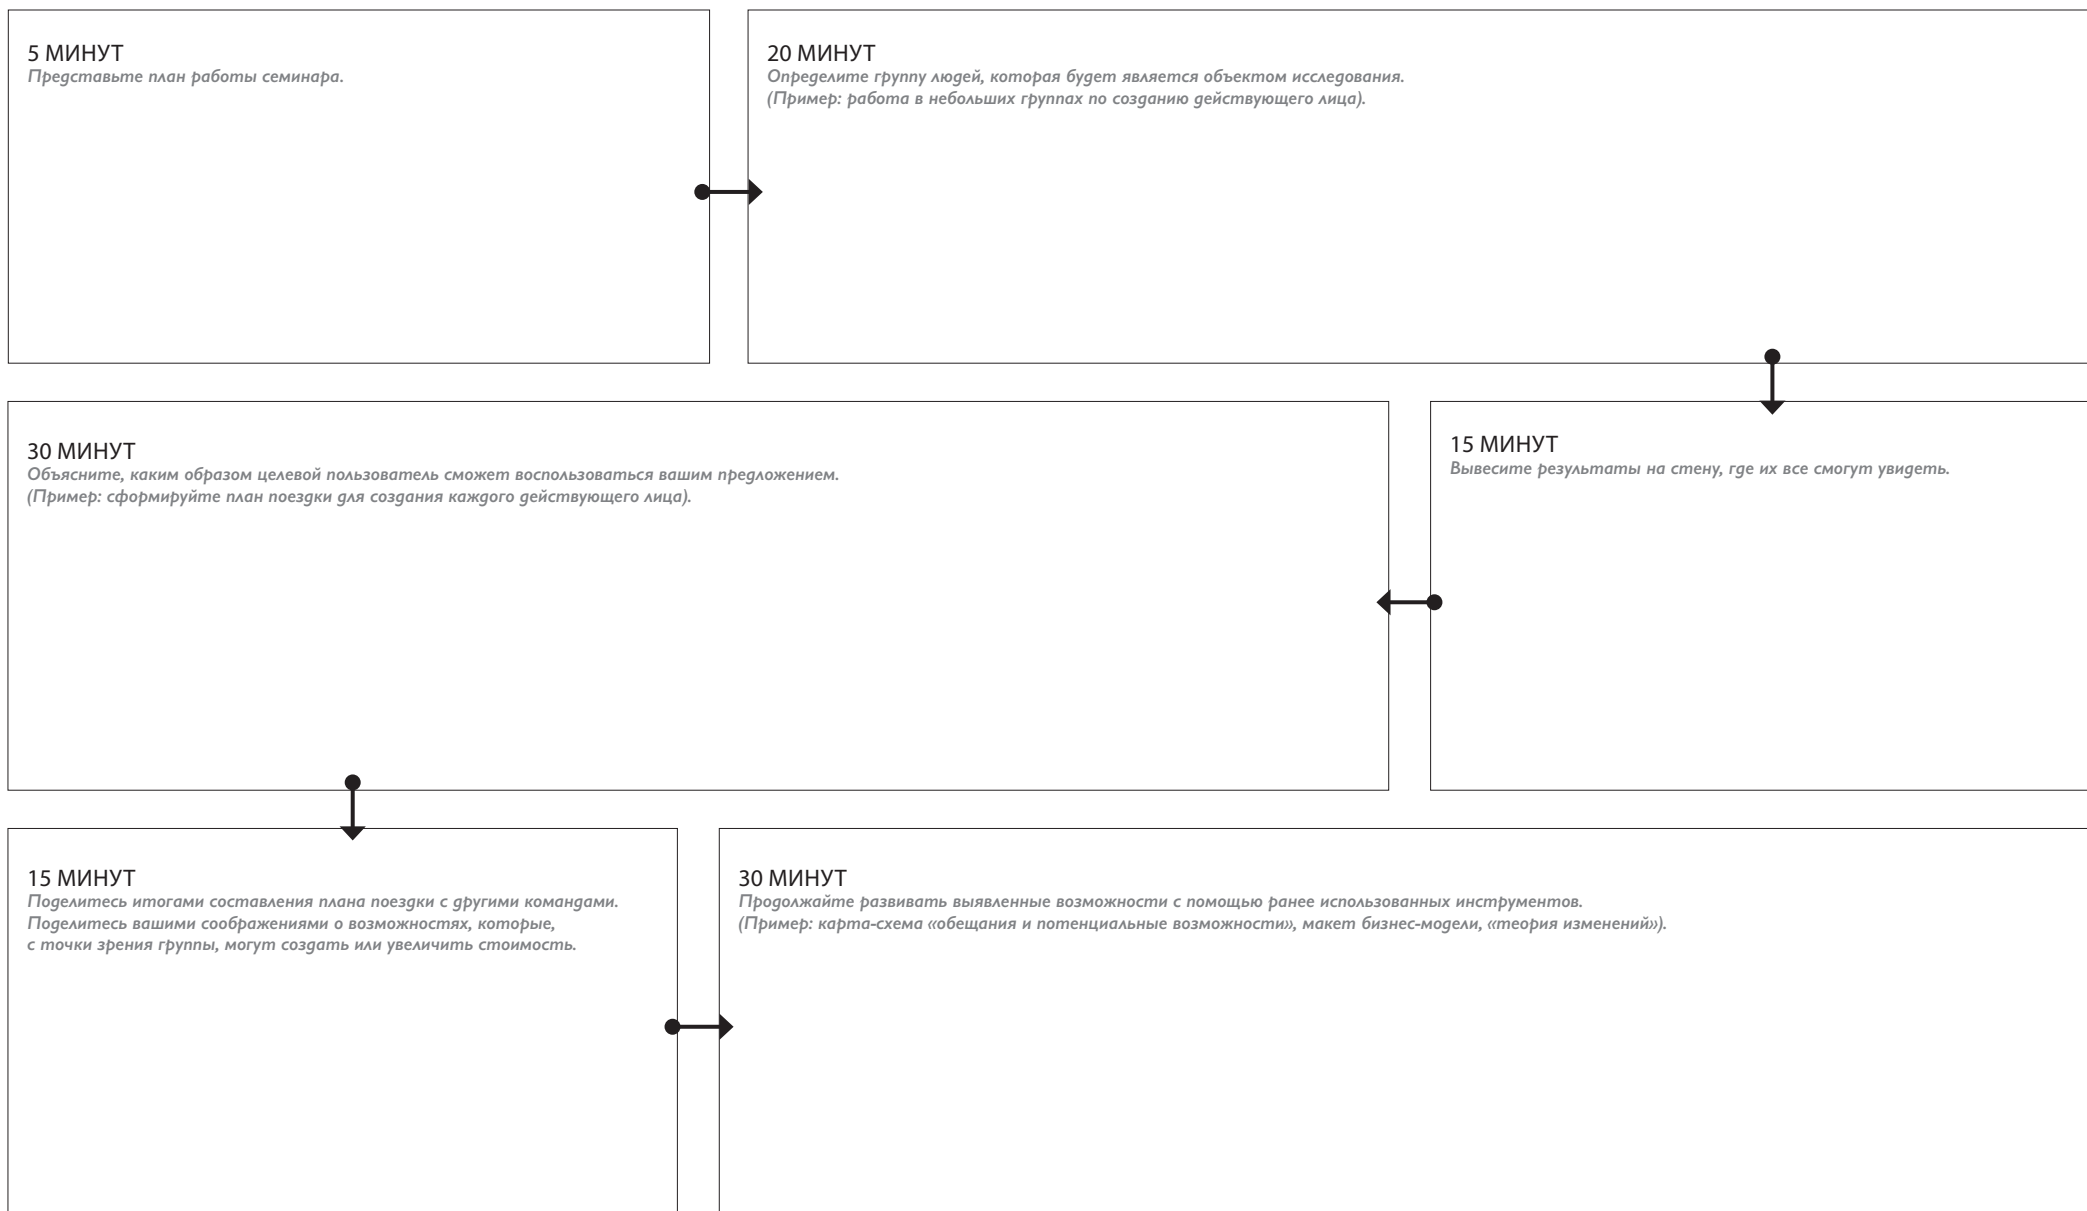 5 МИНУТ
Представьте план работы семинара.
20 МИНУТ
Определите группу людей, которая будет является объектом исследования.
(Пример: работа в небольших группах по созданию действующего лица).
15 МИНУТ
Вывесите результаты на стену, где их все смогут увидеть.
30 МИНУТ
Объясните, каким образом целевой пользователь сможет воспользоваться вашим предложением.
(Пример: сформируйте план поездки для создания каждого действующего лица).
15 МИНУТ
Поделитесь итогами составления плана поездки с другими командами.
Поделитесь вашими соображениями о возможностях, которые,
с точки зрения группы, могут создать или увеличить стоимость.
30 МИНУТ
Продолжайте развивать выявленные возможности с помощью ранее использованных инструментов.
(Пример: карта-схема «обещания и потенциальные возможности», макет бизнес-модели, «теория изменений»).